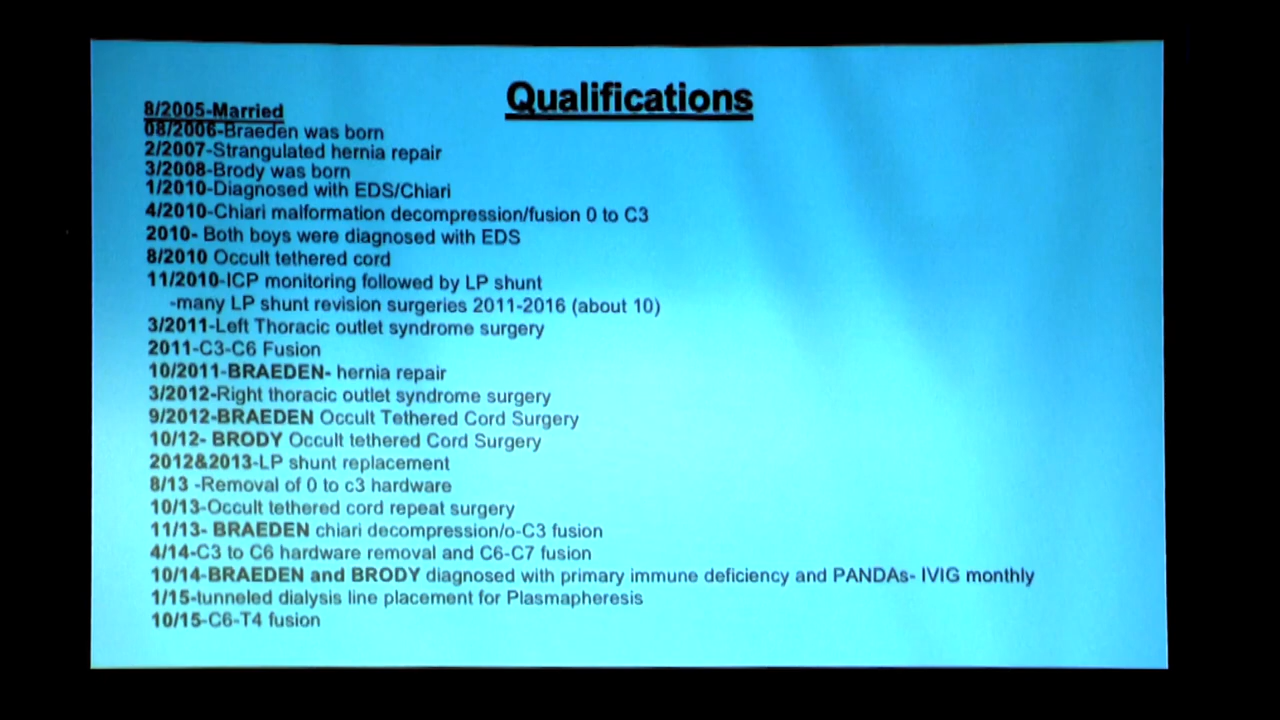 Qualifications
8/2005-Married
08/2006-Braeden was born
2/2007-Strangulated hernia repair
3/2008-Brody was born
1/2010-Diagnosed with EDS/Chiari
4/2010-Chiari malformation decompression/fusion 0 to C3
2010- Both boys were diagnosed with EDS
8/2010 Occult tethered cord
11/2010-ICP monitoring followed by LP shunt
-many LP shunt revision surgeries 2011-2016 (about 10)
3/2011-Left Thoracic outlet syndrome surgery
2011-C3-C6 Fusion
10/2011-BRAEDEN- hernia repair
3/2012-Right thoracic outlet syndrome surgery
9/2012-BRAEDEN Occult Tethered Cord Surgery
10/12- BRODY Occult tethered Cord Surgery
2012&2013-LP shunt replacement
8/13 -Removal of 0 to c3 hardware
10/13-Occult tethered cord repeat surgery
11/13- BRAEDEN chiari decompression/o-C3 fusion
4/14-C3 to C6 hardware removal and C6-C7 fusion
10/14-BRAEDEN and BRODY diagnosed with primary immune deficiency and PANDAs- IVIG monthly
1/15-tunneled dialysis line placement for Plasmapheresis
10/15-C6-T4 fusion